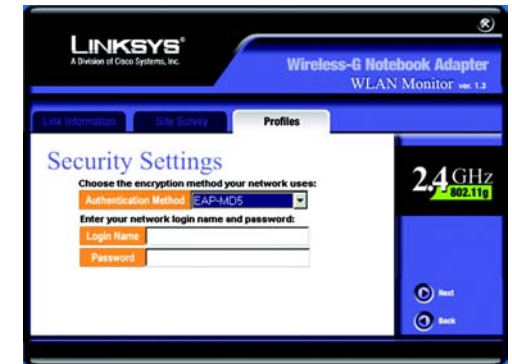 LINKSYS®
A Division of Cisco Systems, Inc.
Wireless-G Notebook Adapter
WLAN Monitor ver. 1.3
Link Information
Site Survey
Profiles
Security Settings
Choose the encryption method your network uses:
Authentication Method EAP-MD5
Enter your network login name and password:
Login Name
Password
2.4 GHz
802.11g
Next
Back